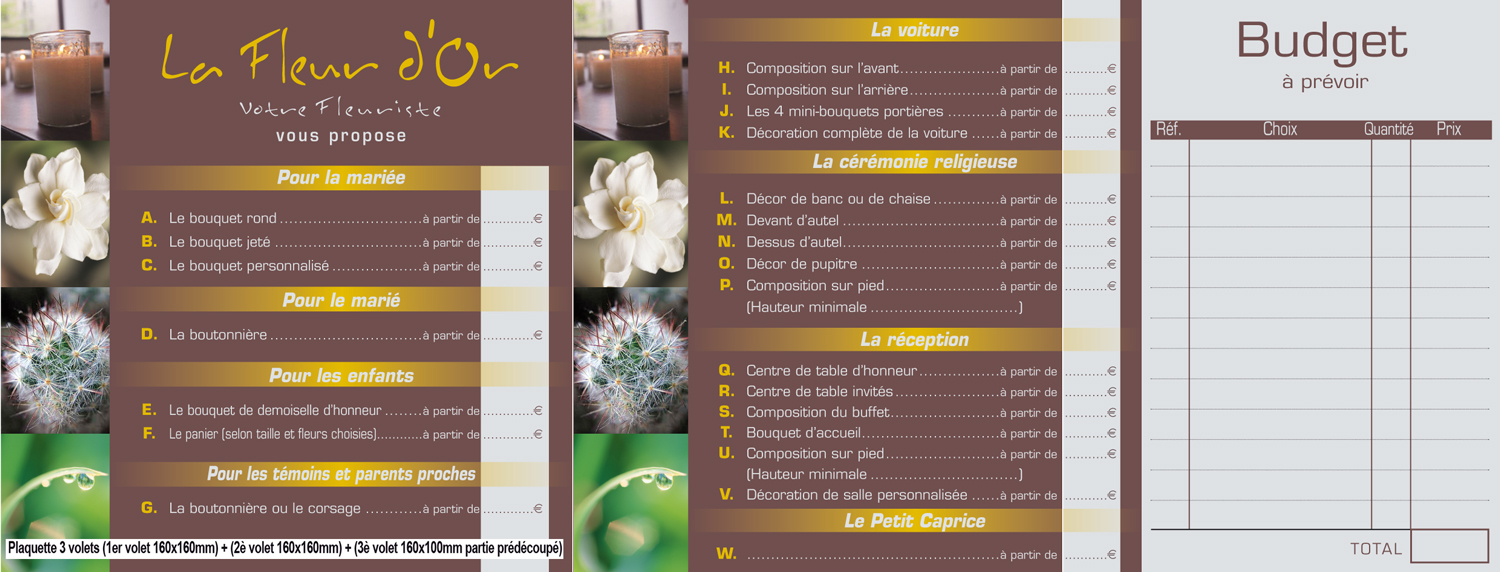 La Fleur d'Or
Votre Fleuriste
vous propose
Pour la mariée
A. Le bouquet rond ..............................à partir de ............€
B. Le bouquet jeté ...............................à partir de ............€
C. Le bouquet personnalisé ...................à partir de ............€
Pour le marié
D. La boutonnière ................................à partir de ............€
Pour les enfants
E. Le bouquet de demoiselle d'honneur ........à partir de ............€
F. Le panier (selon taille et fleurs choisies)............à partir de ............€
Pour les témoins et parents proches
G. La boutonnière ou le corsage ............à partir de ............€
Plaquette 3 volets (1er volet 160x160mm) + (2è volet 160x160mm) + (3è volet 160x100mm partie prédécoupé)
La voiture
H. Composition sur l'avant.....................à partir de ...........€
I. Composition sur l'arrière...................à partir de ...........€
J. Les 4 mini-bouquets portières ............à partir de ...........€
K. Décoration complète de la voiture ......à partir de ...........€
La cérémonie religieuse
L. Décor de banc ou de chaise ..............à partir de ...........€
M. Devant d'autel ..................................à partir de ...........€
N. Dessus d'autel..................................à partir de ...........€
O. Décor de pupitre ..............................à partir de ...........€
P. Composition sur pied........................à partir de ...........€
(Hauteur minimale ...............................)
La réception
Q. Centre de table d'honneur .................à partir de ...........€
R. Centre de table invités ......................à partir de ...........€
S. Composition du buffet.......................à partir de ...........€
T. Bouquet d'accueil.............................à partir de ...........€
U. Composition sur pied........................à partir de ...........€
(Hauteur minimale ...............................)
V. Décoration de salle personnalisée ......à partir de ...........€
Le Petit Caprice
W. .....................................................à partir de ...........€
Budget
à prévoir
Réf. Choix Quantité Prix
TOTAL